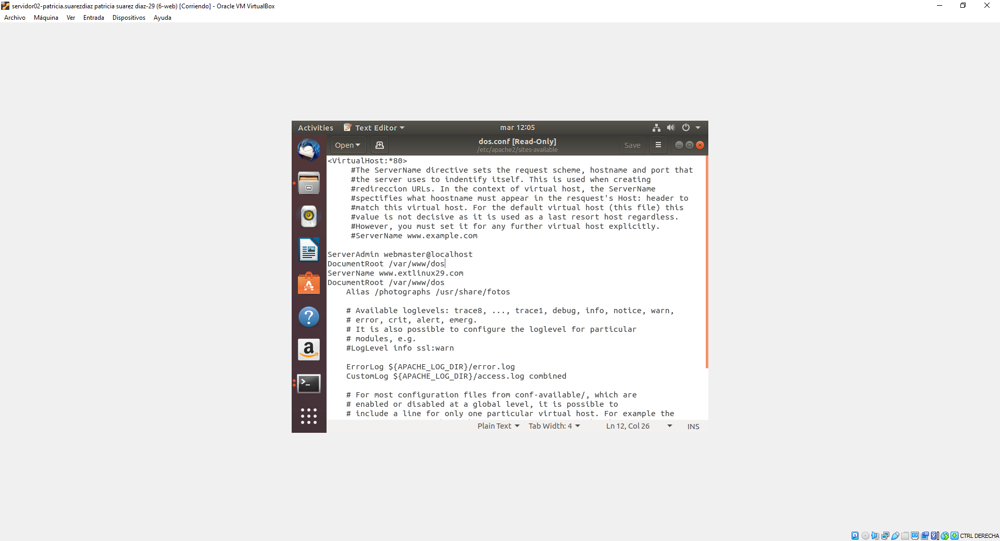 servidor02-patricia.suarezdiaz patricia suarez diaz-29 (6-web) [Corriendo] - Oracle VM VirtualBox
Archivo Máquina Ver Entrada Dispositivos Ayuda
Activities Text Editor mar 12:05
Open dos.conf [Read-Only] Save
/etc/apache2/sites-available
<VirtualHost:*80>
#The ServerName directive sets the request scheme, hostname and port that
#the server uses to indentify itself. This is used when creating
#redireccion URLs. In the context of virtual host, the ServerName
#spectifies what hoostname must appear in the resquest's Host: header to
#match this virtual host. For the default virtual host (this file) this
#value is not decisive as it is used as a last resort host regardless.
#However, you must set it for any further virtual host explicitly.
#ServerName www.example.com
ServerAdmin webmaster@localhost
DocumentRoot /var/www/dos
ServerName www.extlinux29.com
DocumentRoot /var/www/dos
Alias /photographs /usr/share/fotos
# Available loglevels: trace8, ..., trace1, debug, info, notice, warn,
# error, crit, alert, emerg.
# It is also possible to configure the loglevel for particular
# modules, e.g.
#LogLevel info ssl:warn
ErrorLog ${APACHE_LOG_DIR}/error.log
CustomLog ${APACHE_LOG_DIR}/access.log combined
# For most configuration files from conf-available/, which are
# enabled or disabled at a global level, it is possible to
# include a line for only one particular virtual host. For example the
Plain Text Tab Width: 4 Ln 12, Col 26 INS
CTRL DERECHA